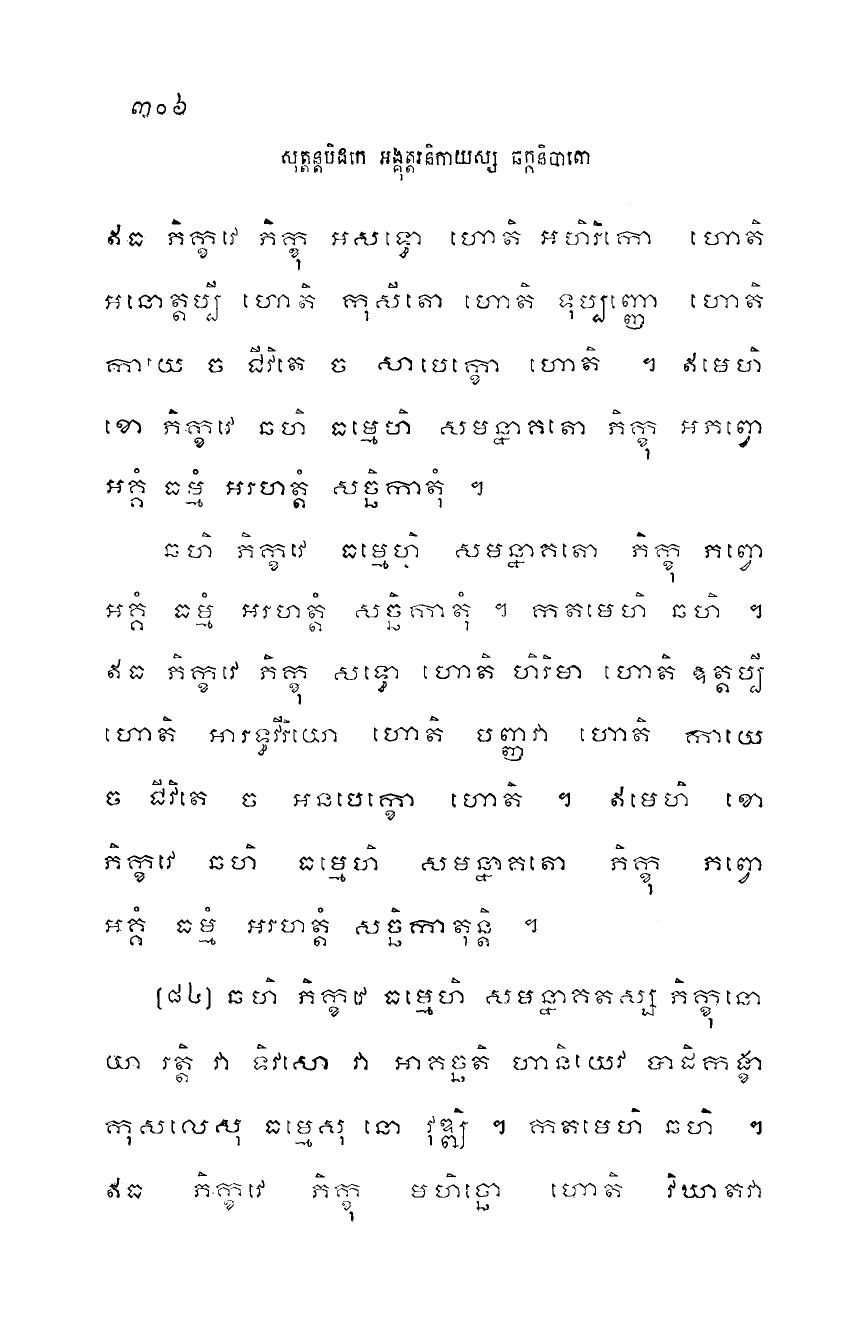 ៣០៦
សុត្តន្តបិដកេ អង្គុត្តរនិកាយស្ស ឆក្កនិបាតោ
ឥធ ភិក្ខវេ ភិក្ខុ អសទ្ធោ ហោតិ អហិរិកោ ហោតិ
អនោត្តប្បី ហោតិ កុសីតោ ហោតិ ទុប្បញ្ញោ ហោតិ
កាយេ ច ជីវិតេ ច សាបេក្ខោ ហោតិ ។ ឥមេហិ
ខោ ភិក្ខវេ ឆហិ ធម្មេហិ សមន្នាគតោ ភិក្ខុ អភព្វោ
អគ្គំ ធម្មំ អរហត្តំ សច្ឆិកាតុំ ។
ឆហិ ភិក្ខវេ ធម្មេហិ សមន្នាគតោ ភិក្ខុ ភព្វោ
អគ្គំ ធម្មំ អរហត្តំ សច្ឆិកាតុំ ។ កតមេហិ ឆហិ ។
ឥធ ភិក្ខវេ ភិក្ខុ សទ្ធោ ហោតិ ហិរិមា ហោតិ ឧត្តប្បី
ហោតិ អារទ្ធវីរិយោ ហោតិ បញ្ញវា ហោតិ កាយេ
ច ជីវិតេ ច អនបេក្ខោ ហោតិ ។ ឥមេហិ ខោ
ភិក្ខវេ ឆហិ ធម្មេហិ សមន្នាគតោ ភិក្ខុ ភព្វោ
អគ្គំ ធម្មំ អរហត្តំ សច្ឆិកាតុន្តិ ។
[៨៤] ឆហិ ភិក្ខវេ ធម្មេហិ សមន្នាគតស្ស ភិក្ខុនោ
យា រត្តិ វា ទិវសោ វា អាគច្ឆតិ ហានិយេវ បាដិកង្ខា
កុសលេសុ ធម្មេសុ នោ វុឌ្ឍិ ។ កតមេហិ ឆហិ ។
ឥធ ភិក្ខវេ ភិក្ខុ មហិច្ឆោ ហោតិ វិឃាតវា